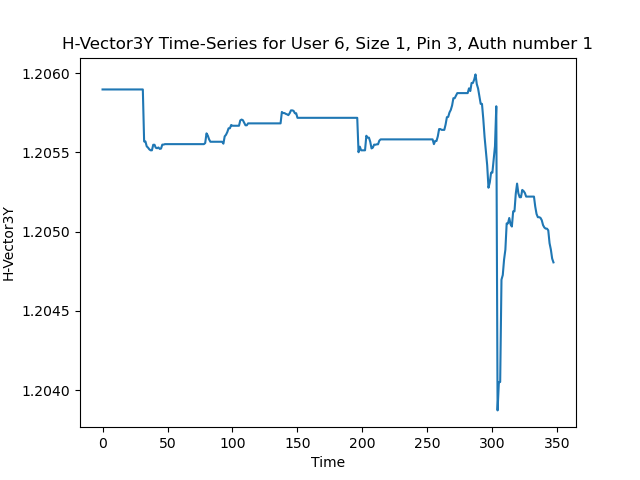 H-Vector3Y Time-Series for User 6, Size 1, Pin 3, Auth number 1
1.2060
1.2055
1.2050
1.2045
1.2040
H-Vector3Y
0 50 100 150 200 250 300 350
Time